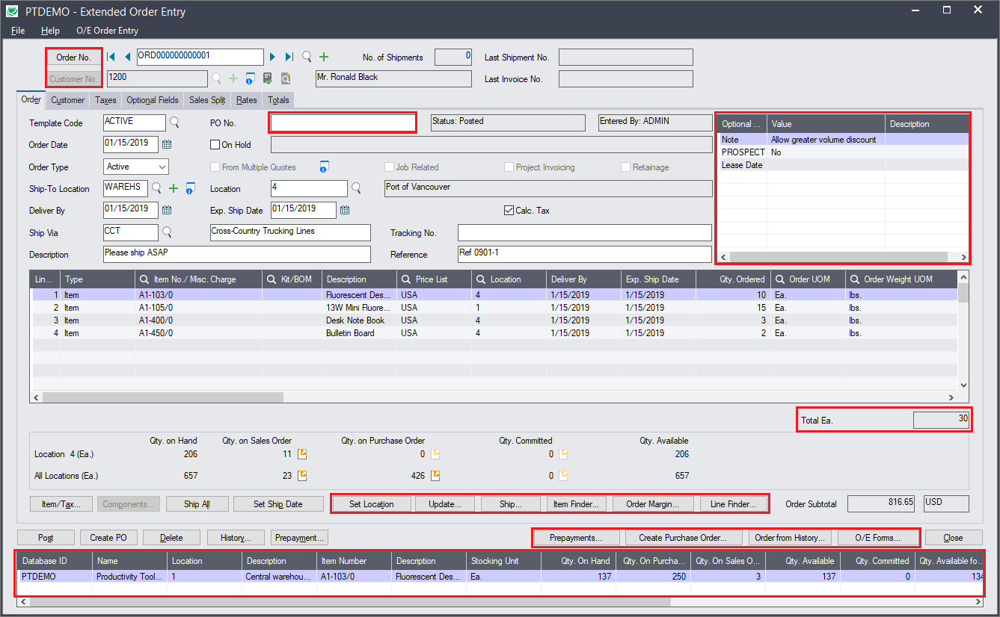 PTDEMO - Extended Order Entry
File Help O/E Order Entry
Order No. ORD000000000001 No. of Shipments 0 Last Shipment No.
Customer No. 1200 Mr. Ronald Black Last Invoice No.
Order Customer Taxes Optional Fields Sales Split Rates Totals
Template Code ACTIVE PO No. Status: Posted Entered By: ADMIN
Order Date 01/15/2019 On Hold
Order Type Active From Multiple Quotes Job Related Project Invoicing Retainage
Ship-To Location WAREHS Location 4 Port of Vancouver
Deliver By 01/15/2019 Exp. Ship Date 01/15/2019 Calc. Tax
Ship Via CCT Cross-Country Trucking Lines Tracking No.
Description Please ship ASAP Reference Ref 0901-1
Optional ... Value Description
Note Allow greater volume discount
PROSPECT No
Lease Date
Lin... Type Item No./ Misc. Charge Kit/BOM Description Price List Location Deliver By Exp. Ship Date Qty. Ordered Order UOM Order Weight UOM
1 Item A1-103/0 Fluorescent Des... USA 4 1/15/2019 1/15/2019 10 Ea. lbs.
2 Item A1-105/0 13W Mini Fluore... USA 1 1/15/2019 1/15/2019 15 Ea. lbs.
3 Item A1-400/0 Desk Note Book USA 4 1/15/2019 1/15/2019 3 Ea. lbs.
4 Item A1-450/0 Bulletin Board USA 4 1/15/2019 1/15/2019 2 Ea. lbs.
Total Ea. 30
Qty. on Hand Qty. on Sales Order Qty. on Purchase Order Qty. Committed Qty. Available
Location 4 (Ea.) 206 11 0 0 206
All Locations (Ea.) 657 23 426 0 657
Item/Tax... Components... Ship All Set Ship Date Set Location Update... Ship... Item Finder... Order Margin... Line Finder... Order Subtotal 816.65 USD
Post Create PO Delete History... Prepayment... Prepayments... Create Purchase Order... Order from History... O/E Forms... Close
Database ID Name Location Description Item Number Description Stocking Unit Qty. On Hand Qty. On Purcha... Qty. On Sales O... Qty. Available Qty. Committed Qty. Available fo...
PTDEMO Productivity Tool... 1 Central warehou... A1-103/0 Fluorescent Des... Ea. 137 250 3 137 0 134